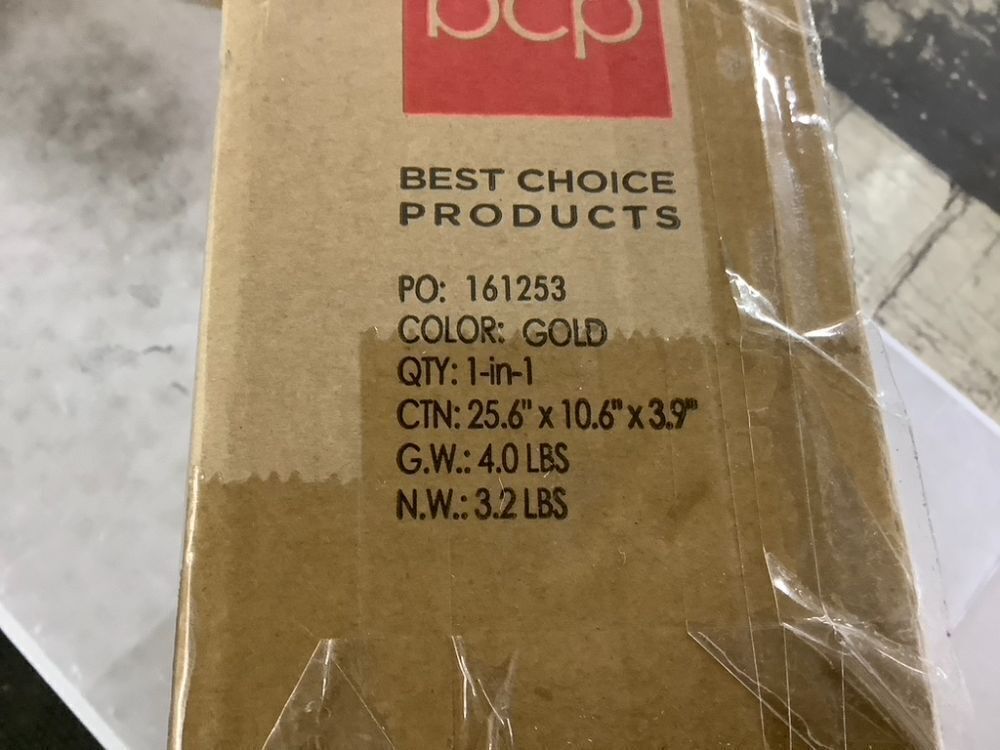 bcp
BEST CHOICE
PRODUCTS
PO: 161253
COLOR: GOLD
QTY: 1-in-1
CTN: 25.6" x 10.6" x 3.9"
G.W.: 4.0 LBS
N.W.: 3.2 LBS